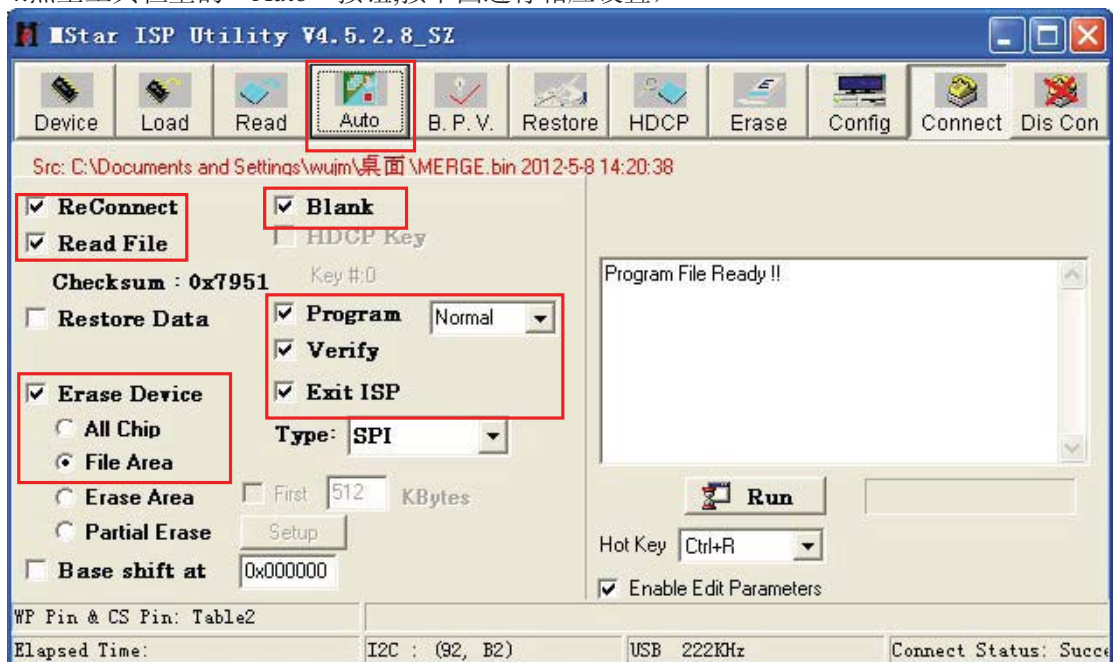 MStar ISP Utility V4.5.2.8_SZ
Device Load Read Auto B.P.V. Restore HDCP Erase Config Connect Dis Con
Src: C:\Documents and Settings\wujm\桌面\MERGE.bin 2012-5-8 14:20:38
ReConnect Blank
Read File HDCP Key
Checksum : 0x7951 Key #:0
Program File Ready !!
Restore Data Program Normal
Verify
Erase Device Exit ISP
All Chip Type: SPI
File Area
Erase Area First 512 KBytes
Run
Partial Erase Setup
Hot Key Ctrl+R
Base shift at 0x000000
Enable Edit Parameters
WP Pin & CS Pin: Table2
Elapsed Time: I2C : (92, B2) USB 222KHz Connect Status: Succe